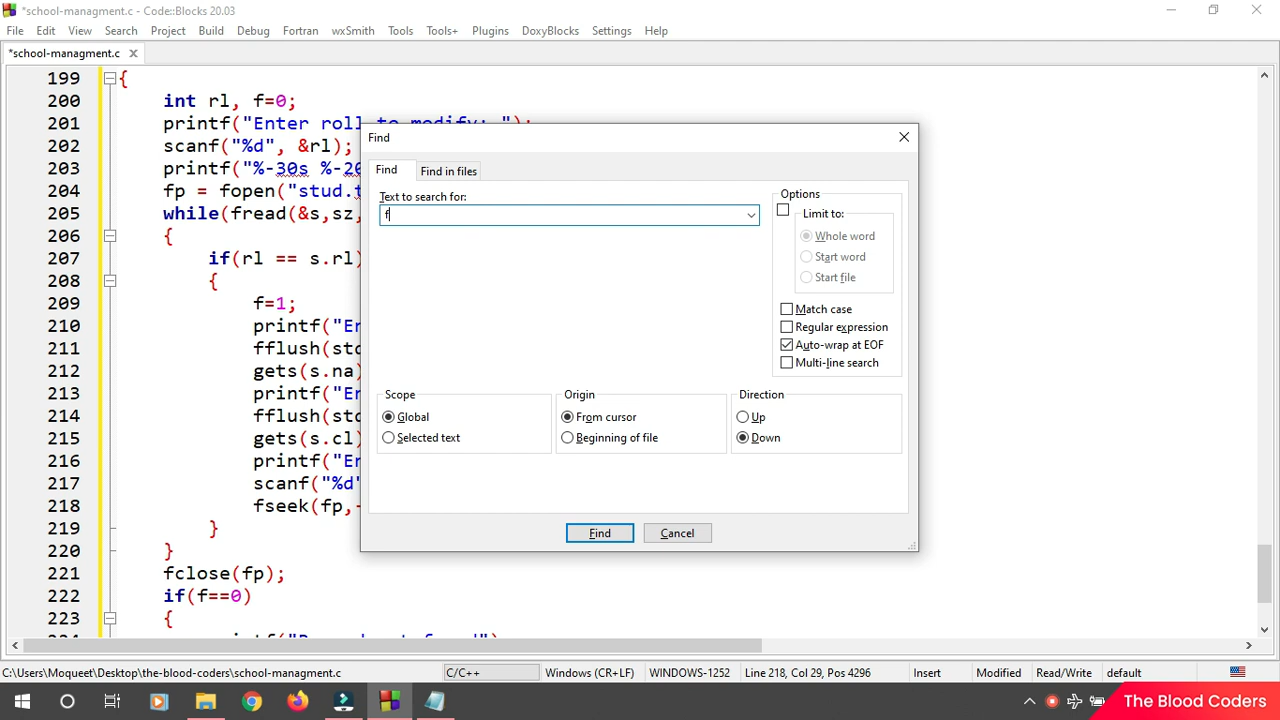 *school-managment.c - Code::Blocks 20.03
File Edit View Search Project Build Debug Fortran wxSmith Tools Tools+ Plugins DoxyBlocks Settings Help
*school-managment.c
199 {
200 int rl, f=0;
201 printf("Enter roll to modify: ");
202 scanf("%d", &rl);
203 printf("%-30s %-20
204 fp = fopen("stud.t
205 while(fread(&s,sz,
206 {
207 if(rl == s.rl)
208 {
209 f=1;
210 printf("En
211 fflush(std
212 gets(s.na)
213 printf("En
214 fflush(std
215 gets(s.cl)
216 printf("En
217 scanf("%d"
218 fseek(fp,-
219 }
220 }
221 fclose(fp);
222 if(f==0)
223 {
Find
Find Find in files
Text to search for:
f
Options
Limit to:
Whole word
Start word
Start file
Match case
Regular expression
Auto-wrap at EOF
Multi-line search
Scope
Global
Selected text
Origin
From cursor
Beginning of file
Direction
Up
Down
Find Cancel
C:\Users\Moqueet\Desktop\the-blood-coders\school-managment.c C/C++ Windows (CR+LF) WINDOWS-1252 Line 218, Col 29, Pos 4296 Insert Modified Read/Write default
The Blood Coders